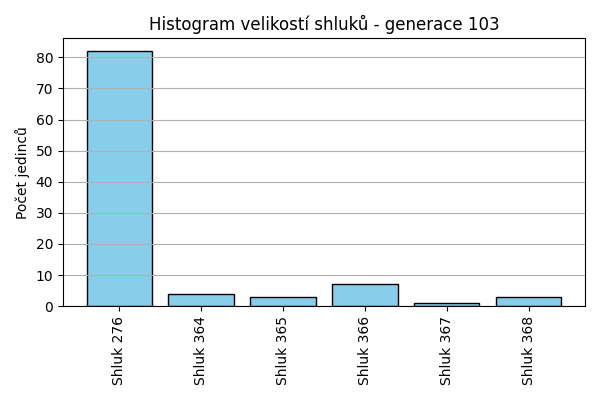 Histogram velikostí shluků - generace 103
Počet jedinců
80
70
60
50
40
30
20
10
0
Shluk 276
Shluk 364
Shluk 365
Shluk 366
Shluk 367
Shluk 368